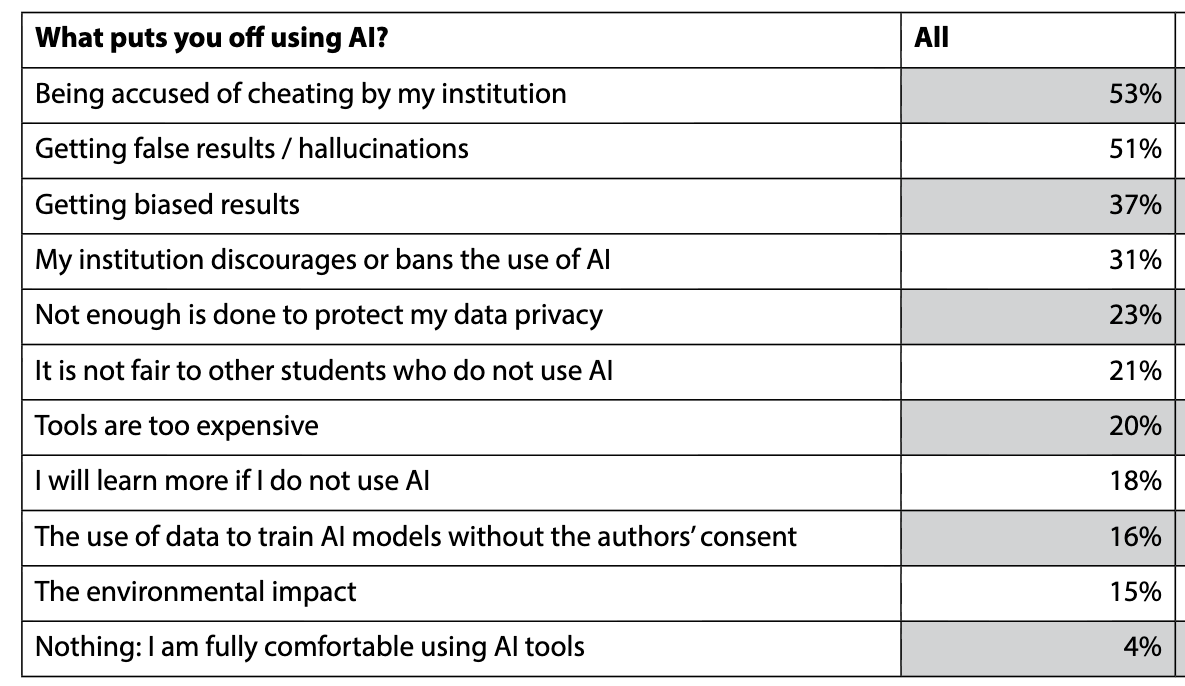 What puts you off using AI? All
Being accused of cheating by my institution 53%
Getting false results / hallucinations 51%
Getting biased results 37%
My institution discourages or bans the use of AI 31%
Not enough is done to protect my data privacy 23%
It is not fair to other students who do not use AI 21%
Tools are too expensive 20%
I will learn more if I do not use AI 18%
The use of data to train AI models without the authors’ consent 16%
The environmental impact 15%
Nothing: I am fully comfortable using AI tools 4%